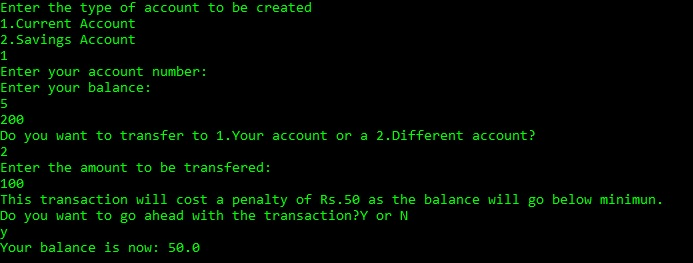 Enter the type of account to be created
1.Current Account
2.Savings Account
1
Enter your account number:
Enter your balance:
5
200
Do you want to transfer to 1.Your account or a 2.Different account?
2
Enter the amount to be transfered:
100
This transaction will cost a penalty of Rs.50 as the balance will go below minimun.
Do you want to go ahead with the transaction?Y or N
y
Your balance is now: 50.0